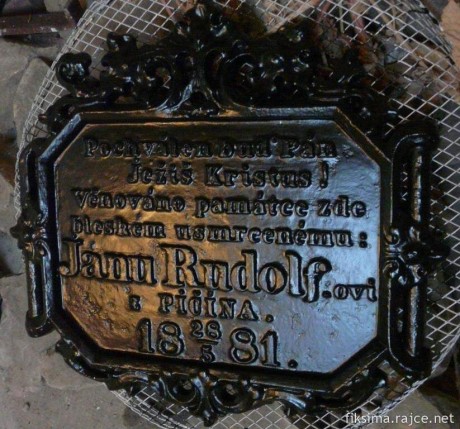 Pochválen buď Pán
Ježíš Kristus!
Věnováno památce zde
bleskem usmrcenému:
Janu Rudolf.ovi
z PÍČÍNA.
18 28/5 81.
fiksima.rajce.net